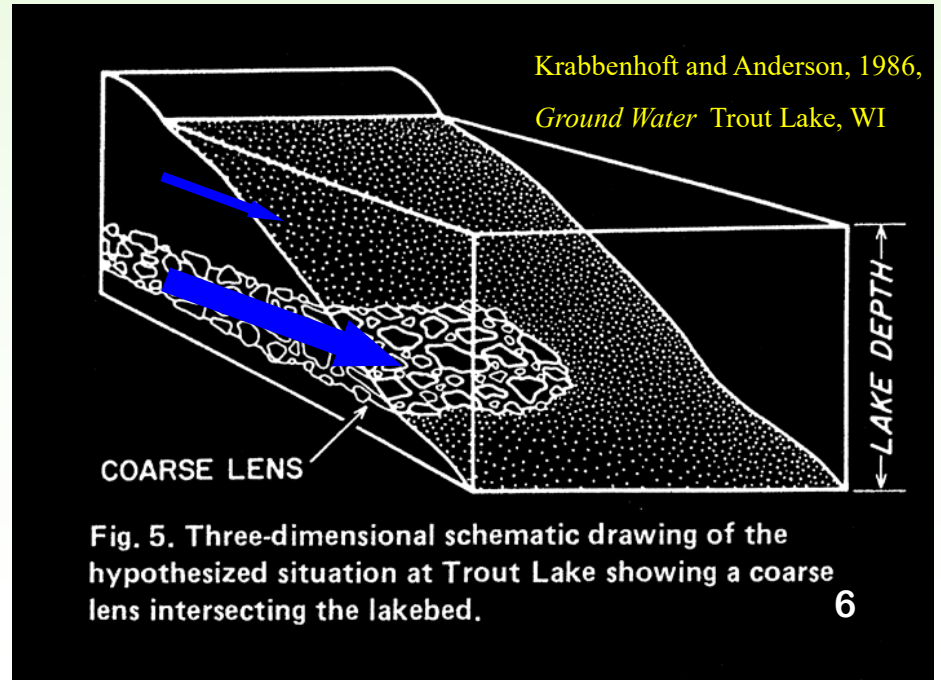 Krabbenhoft and Anderson, 1986,
Ground Water Trout Lake, WI
LAKE DEPTH
COARSE LENS
Fig. 5. Three-dimensional schematic drawing of the
hypothesized situation at Trout Lake showing a coarse
lens intersecting the lakebed.
6